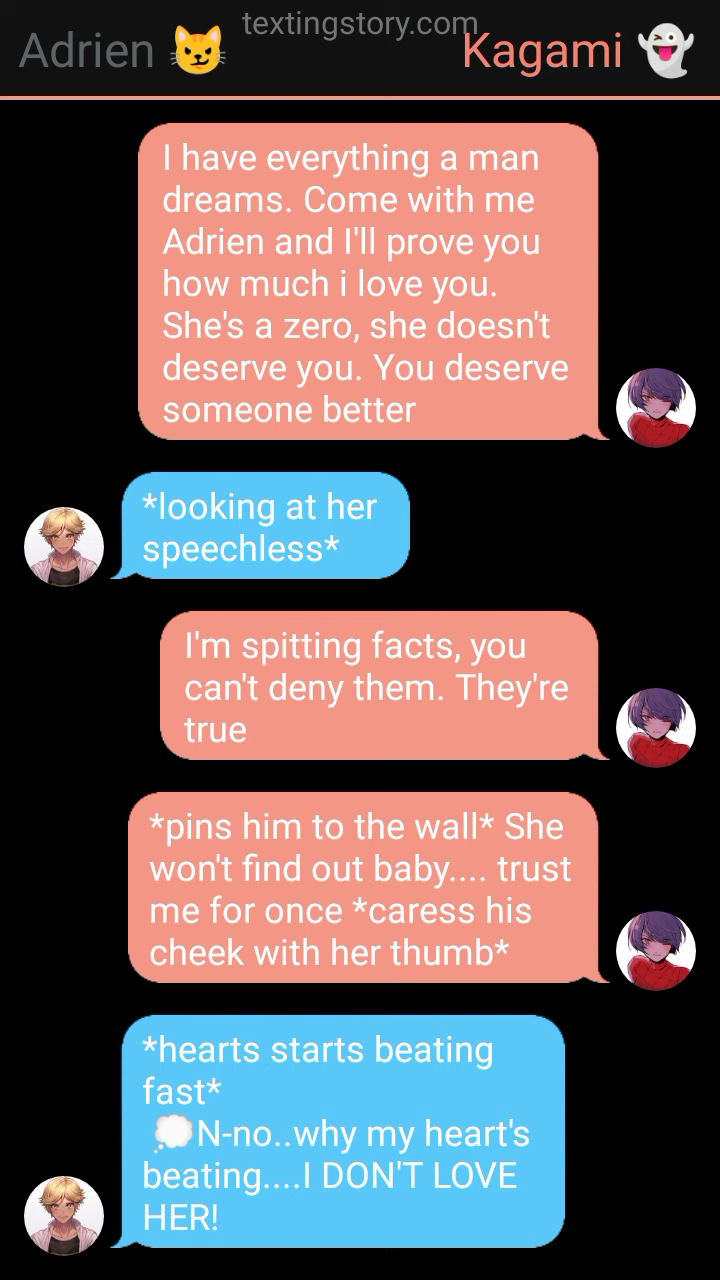 textingstory.com
Adrien 😼 Kagami 👻
I have everything a man
dreams. Come with me
Adrien and I'll prove you
how much i love you.
She's a zero, she doesn't
deserve you. You deserve
someone better
*looking at her
speechless*
I'm spitting facts, you
can't deny them. They're
true
*pins him to the wall* She
won't find out baby.... trust
me for once *caress his
cheek with her thumb*
*hearts starts beating
fast*
💭N-no..why my heart's
beating....I DON'T LOVE
HER!